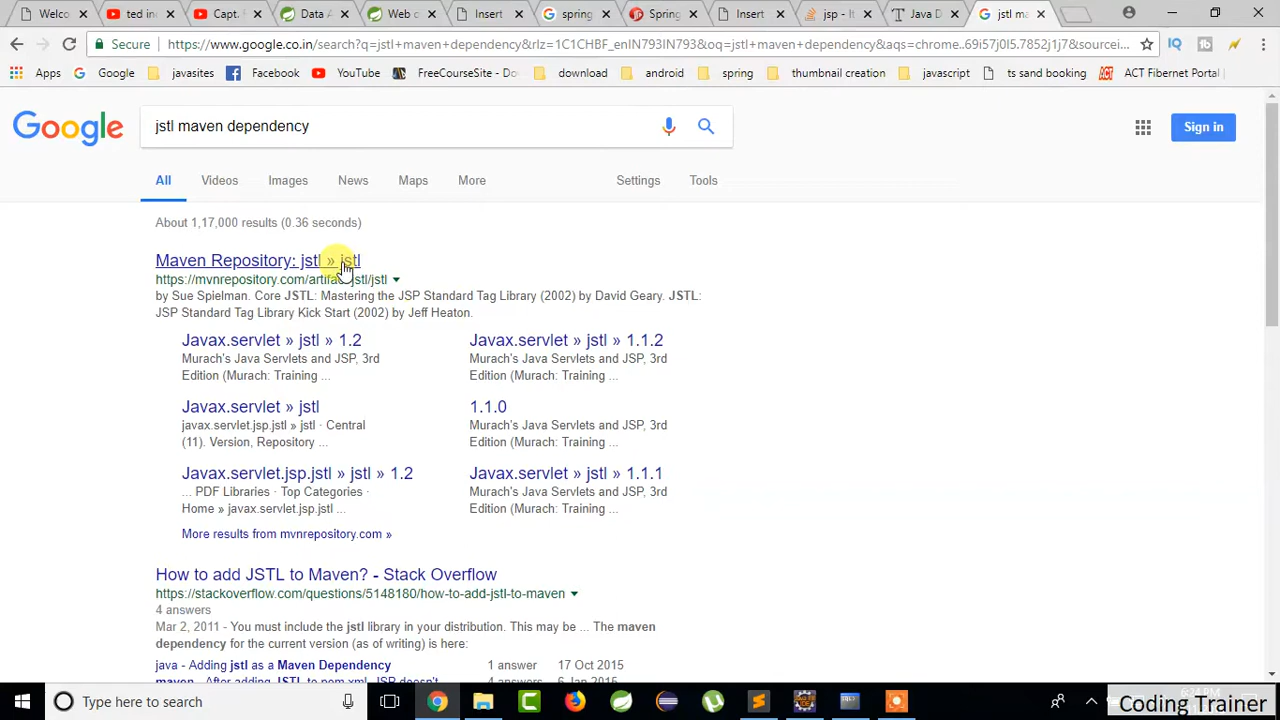 Welco
ted ind
Capt.
Data A
Web c
Insert
spring
Spring
Insert
jsp - It
Java D
jstl ma
Secure
https://www.google.co.in/search?q=jstl+maven+dependency&rlz=1C1CHBF_enIN793IN793&oq=jstl+maven+dependency&aqs=chrome..69i57j0l5.7852j1j7&sourcei...
Apps
Google
javasites
Facebook
YouTube
FreeCourseSite - Do
download
android
spring
thumbnail creation
javascript
ts sand booking
ACT Fibernet Portal
Google
jstl maven dependency
Sign in
All Videos Images News Maps More Settings Tools
About 1,17,000 results (0.36 seconds)
Maven Repository: jstl » jstl
https://mvnrepository.com/artifact/jstl/jstl
by Sue Spielman. Core JSTL: Mastering the JSP Standard Tag Library (2002) by David Geary. JSTL:
JSP Standard Tag Library Kick Start (2002) by Jeff Heaton.
Javax.servlet » jstl » 1.2
Murach's Java Servlets and JSP, 3rd
Edition (Murach: Training ...
Javax.servlet » jstl » 1.1.2
Murach's Java Servlets and JSP, 3rd
Edition (Murach: Training ...
Javax.servlet » jstl
javax.servlet.jsp.jstl » jstl · Central
(11). Version, Repository ...
1.1.0
Murach's Java Servlets and JSP, 3rd
Edition (Murach: Training ...
Javax.servlet.jsp.jstl » jstl » 1.2
... PDF Libraries · Top Categories ·
Home » javax.servlet.jsp.jstl ...
Javax.servlet » jstl » 1.1.1
Murach's Java Servlets and JSP, 3rd
Edition (Murach: Training ...
More results from mvnrepository.com »
How to add JSTL to Maven? - Stack Overflow
https://stackoverflow.com/questions/5148180/how-to-add-jstl-to-maven
4 answers
Mar 2, 2011 - You must include the jstl library in your distribution. This may be ... The maven
dependency for the current version (as of writing) is here:
java - Adding jstl as a Maven Dependency 1 answer 17 Oct 2015
maven - After adding JSTL to pom.xml, JSP doesn't
Type here to search
Coding Trainer